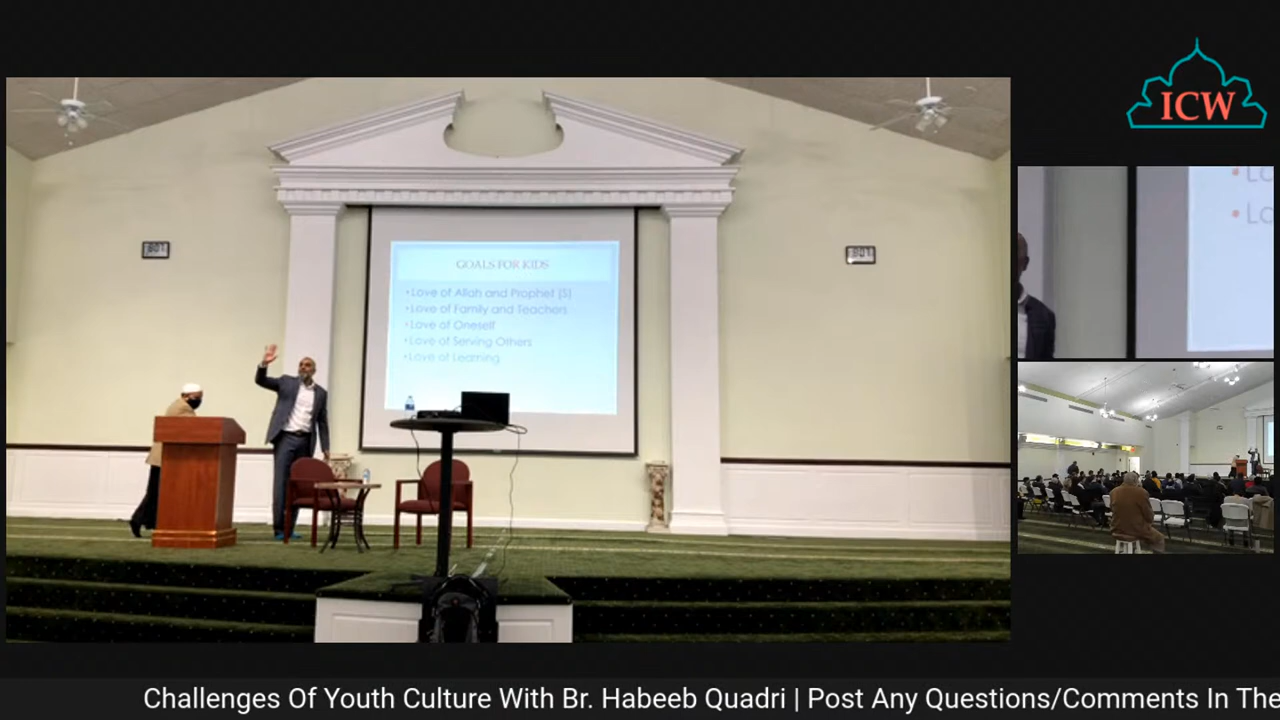 ICW
GOALS FOR KIDS
• Love of Allah and Prophet (S)
• Love of Family and Teachers
• Love of Oneself
• Love of Serving Others
• Love of Learning
• Lo
• Lo
Challenges Of Youth Culture With Br. Habeeb Quadri | Post Any Questions/Comments In The